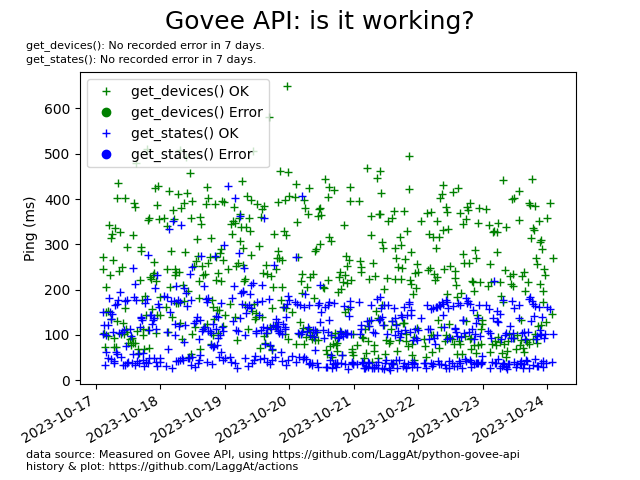 Govee API: is it working?
get_devices(): No recorded error in 7 days.
get_states(): No recorded error in 7 days.
get_devices() OK
get_devices() Error
get_states() OK
get_states() Error
Ping (ms)
600
500
400
300
200
100
0
2023-10-17
2023-10-18
2023-10-19
2023-10-20
2023-10-21
2023-10-22
2023-10-23
2023-10-24
data source: Measured on Govee API, using https://github.com/LaggAt/python-govee-api
history & plot: https://github.com/LaggAt/actions